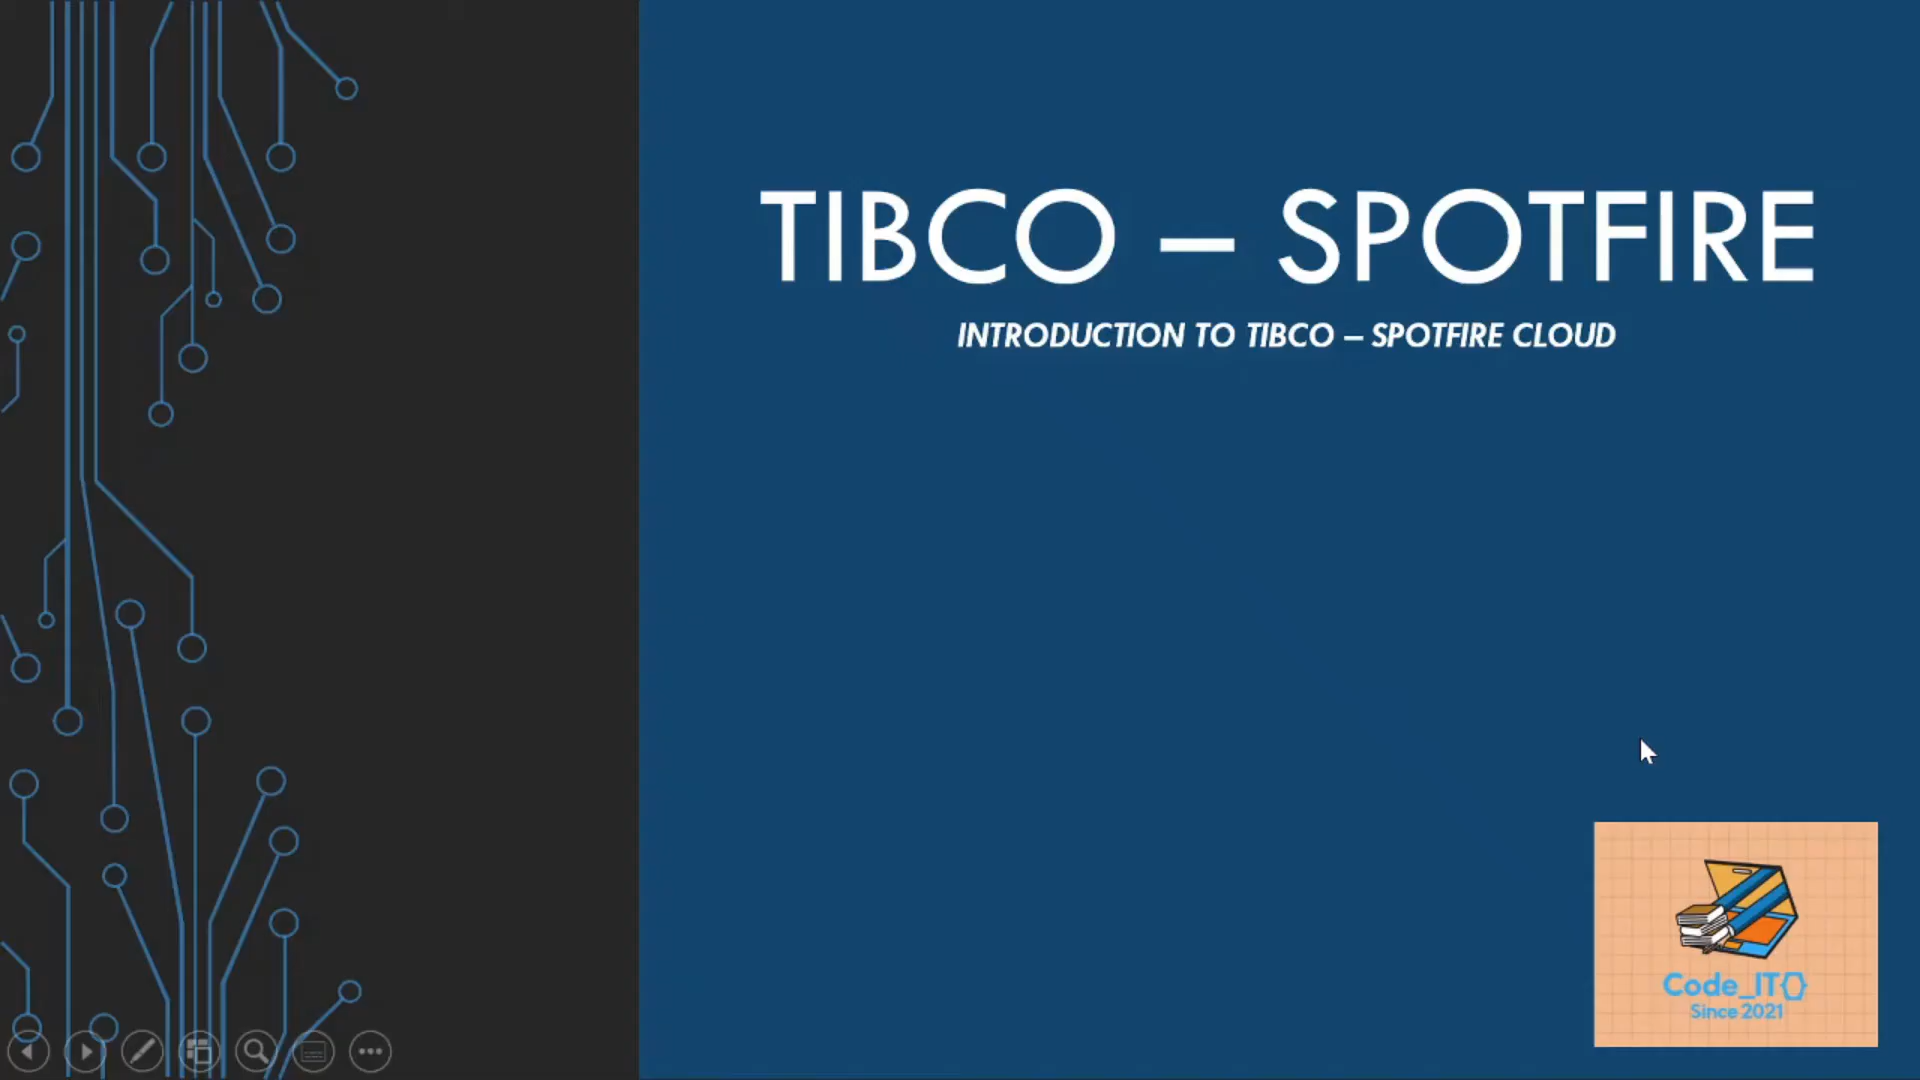 TIBCO – SPOTFIRE
INTRODUCTION TO TIBCO – SPOTFIRE CLOUD
Code_IT{}
Since 2021